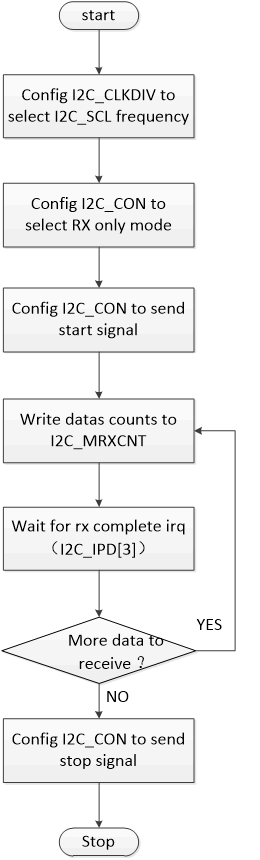 start
Config I2C_CLKDIV to
select I2C_SCL frequency
Config I2C_CON to
select RX only mode
Config I2C_CON to send
start signal
Write datas counts to
I2C_MRXCNT
Wait for rx complete irq
（I2C_IPD[3]）
More data to
receive ？
YES
NO
Config I2C_CON to send
stop signal
Stop